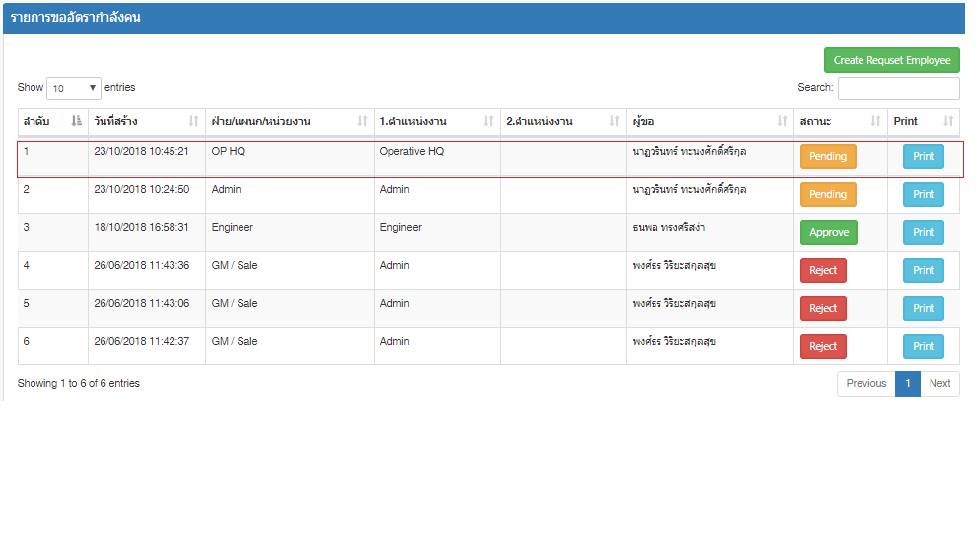 รายการขออัตรากำลังคน
Create Requset Employee
Show 10 entries Search:
ลำดับ วันที่สร้าง ฝ่าย/แผนก/หน่วยงาน 1.ตำแหน่งงาน 2.ตำแหน่งงาน ผู้ขอ สถานะ Print
1 23/10/2018 10:45:21 OP HQ Operative HQ นาฏวรินทร์ ทะนงศักดิ์ศรีกุล Pending Print
2 23/10/2018 10:24:50 Admin Admin นาฏวรินทร์ ทะนงศักดิ์ศรีกุล Pending Print
3 18/10/2018 16:58:31 Engineer Engineer ธนพล ทรงศรีสง่า Approve Print
4 26/06/2018 11:43:36 GM / Sale Admin พงศ์ธร วิริยะสกุลสุข Reject Print
5 26/06/2018 11:43:06 GM / Sale Admin พงศ์ธร วิริยะสกุลสุข Reject Print
6 26/06/2018 11:42:37 GM / Sale Admin พงศ์ธร วิริยะสกุลสุข Reject Print
Showing 1 to 6 of 6 entries Previous 1 Next